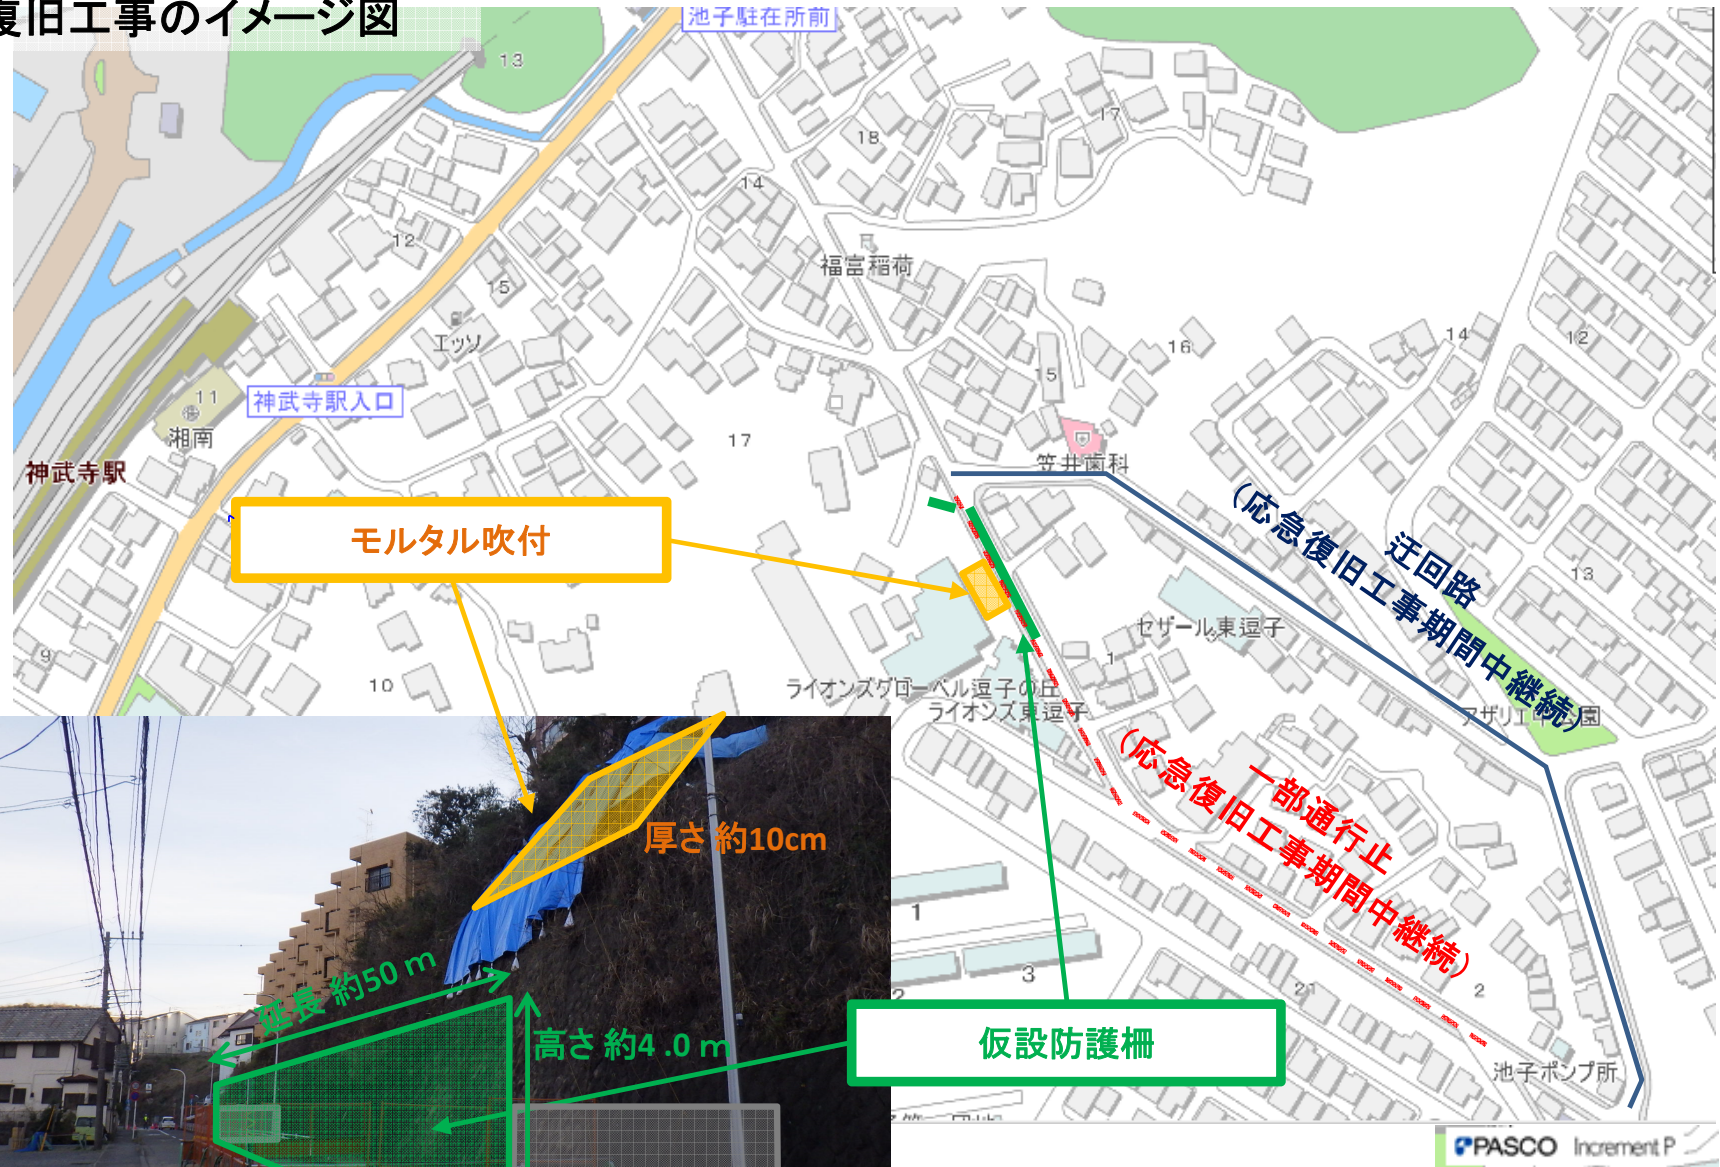 復旧工事のイメージ図
池子駐在所前
13
17
18
14
12
福富稲荷
15
エッソ
14
12
16
15
11
神武寺駅入口
湘南
17
神武寺駅
笠井歯科
モルタル吹付
迂回路
(応急復旧工事期間中継続)
13
セザール東逗子
1
9
10
ライオンズグローベル逗子の丘
ライオンズ東逗子
一部通行止
(応急復旧工事期間中継続)
厚さ 約10cm
1
3
2
21
2
延長 約50 m
高さ 約4.0 m
仮設防護柵
池子ポンプ所
PASCO Increment P